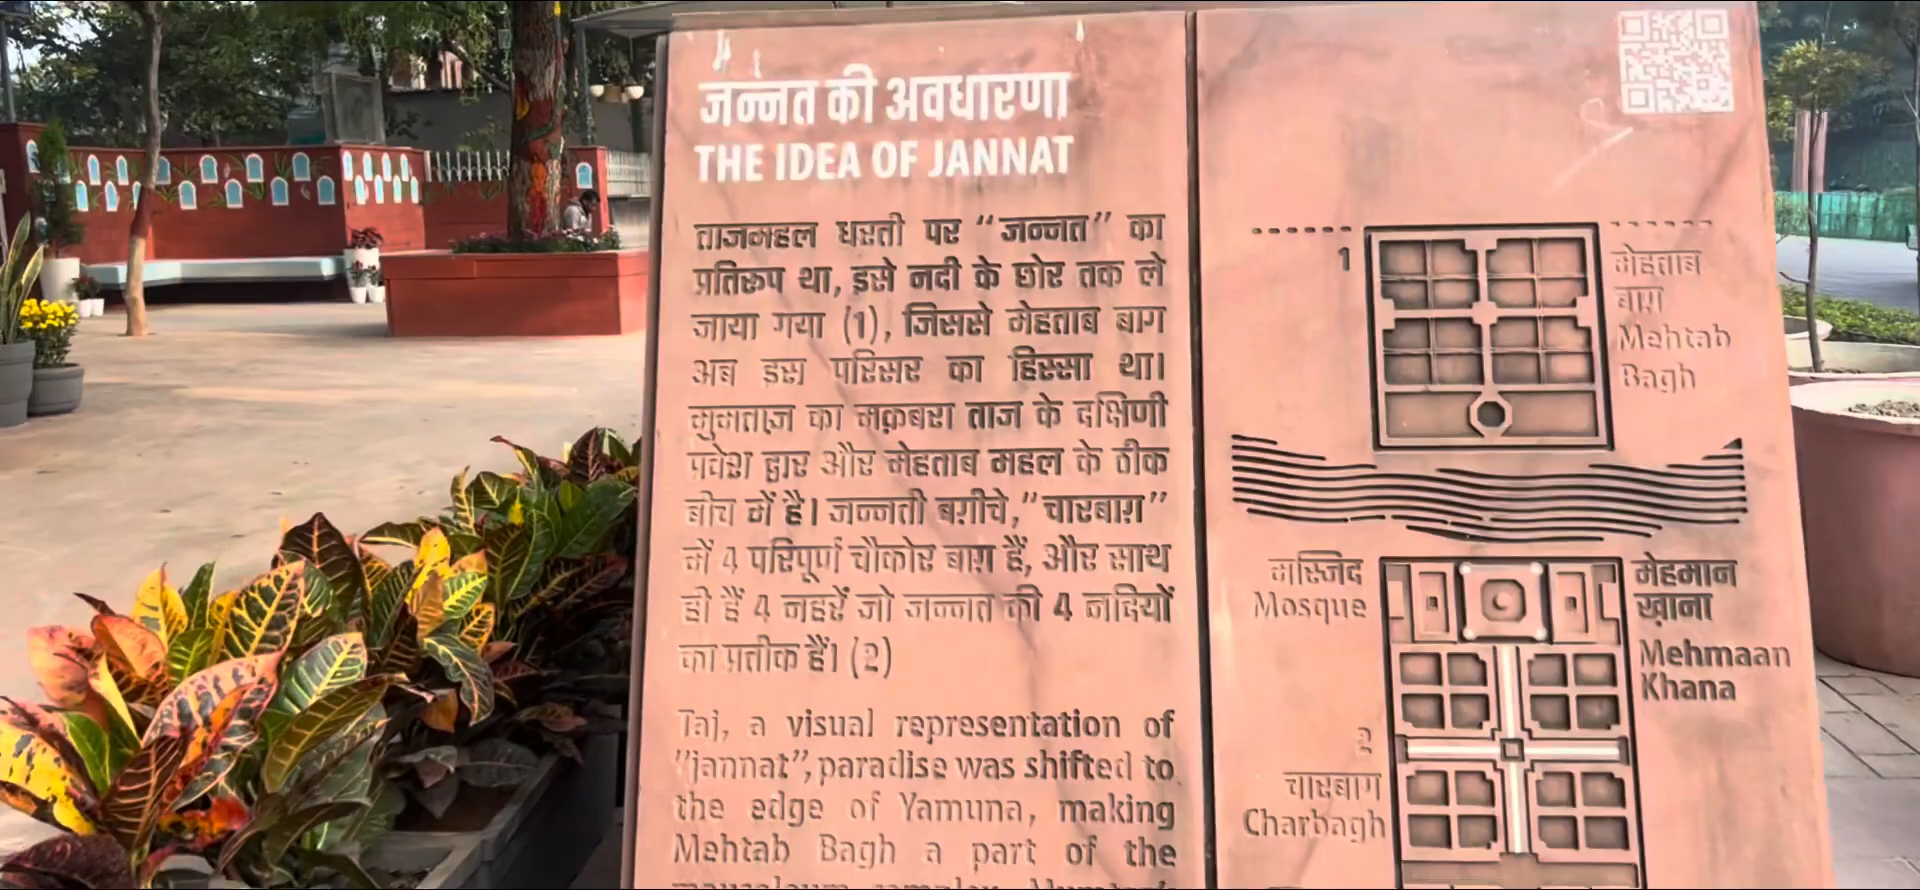 जन्नत की अवधारणा
THE IDEA OF JANNAT
ताजमहल धरती पर “जन्नत” का
प्रतिरूप था, इसे नदी के छोर तक ले
जाया गया (1), जिससे मेहताब बाग
अब इस परिसर का हिस्सा था।
मुमताज़ का मक़बरा ताज के दक्षिणी
प्रवेश द्वार और मेहताब महल के ठीक
बीच में है। जन्नती बग़ीचे,“चारबाग़”
में 4 परिपूर्ण चौकोर बाग़ हैं, और साथ
ही हैं 4 नहरें जो जन्नत की 4 नदियों
का प्रतीक हैं। (2)
Taj, a visual representation of
"jannat”, paradise was shifted to
the edge of Yamuna, making
Mehtab Bagh a part of the
1
मेहताब
बाग़
Mehtab
Bagh
मस्जिद
Mosque
मेहमान
ख़ाना
Mehmaan
Khana
2
चारबाग़
Charbagh